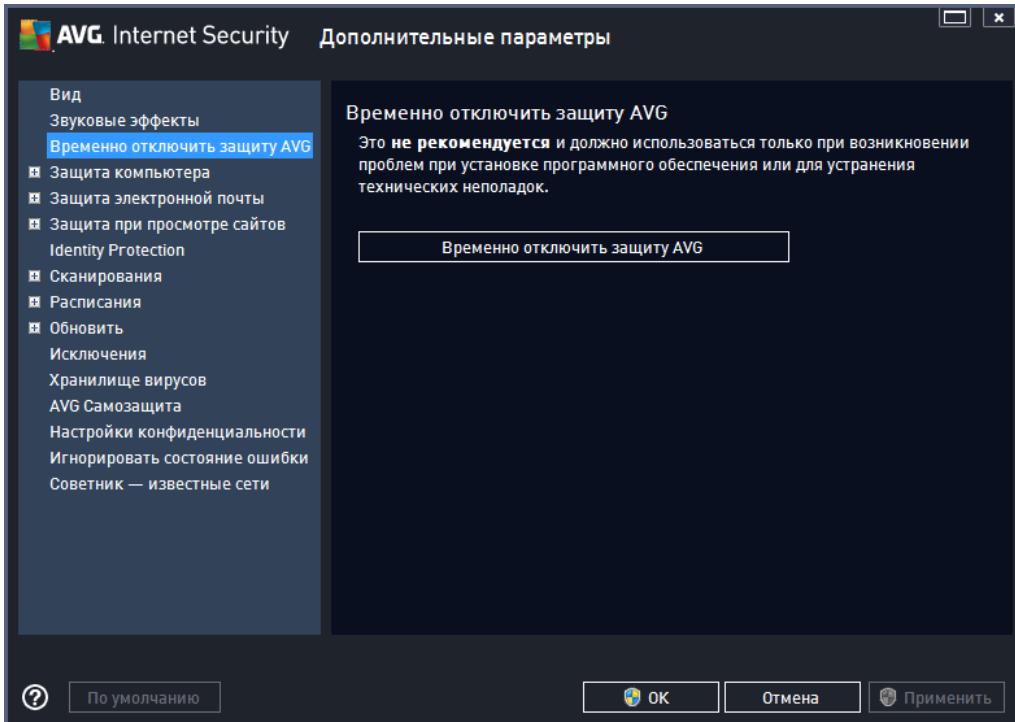 AVG. Internet Security Дополнительные параметры
Вид
Звуковые эффекты
Временно отключить защиту AVG
Защита компьютера
Защита электронной почты
Защита при просмотре сайтов
Identity Protection
Сканирования
Расписания
Обновить
Исключения
Хранилище вирусов
AVG Самозащита
Настройки конфиденциальности
Игнорировать состояние ошибки
Советник — известные сети
Временно отключить защиту AVG
Это не рекомендуется и должно использоваться только при возникновении
проблем при установке программного обеспечения или для устранения
технических неполадок.
Временно отключить защиту AVG
По умолчанию
ОК
Отмена
Применить